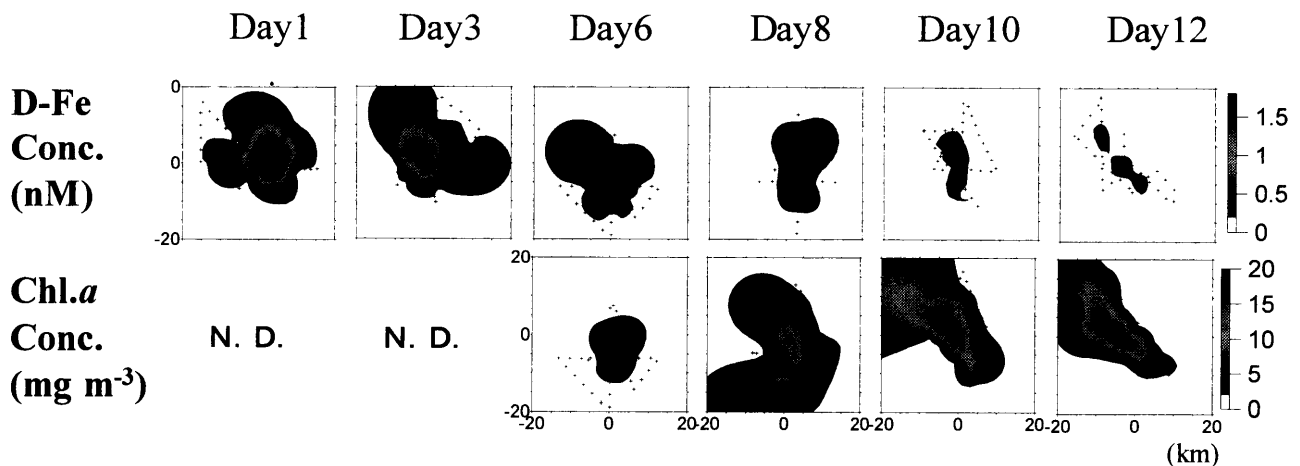 Day1 Day3 Day6 Day8 Day10 Day12
D-Fe
Conc.
(nM)
0
0
-20
1.5
1
0.5
0
Chl.a
Conc.
(mg m-3)
N. D. N. D.
20
0
-20
20
15
10
5
0
-20 0 20-20 0 20-20 0 20-20 0 20
(km)